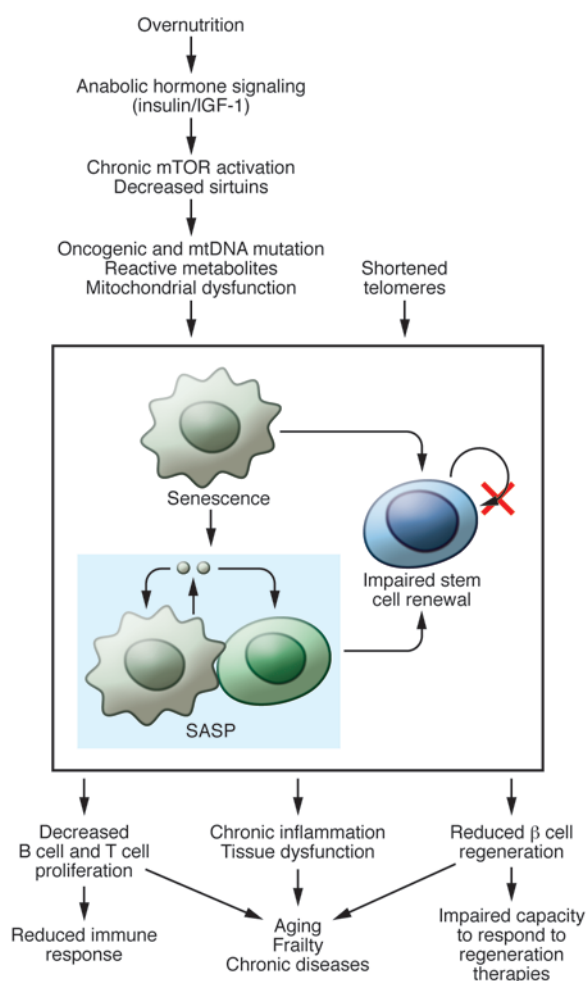 Overnutrition
Anabolic hormone signaling
(insulin/IGF-1)
Chronic mTOR activation
Decreased sirtuins
Oncogenic and mtDNA mutation
Reactive metabolites
Mitochondrial dysfunction
Shortened
telomeres
Senescence
Impaired stem
cell renewal
SASP
Decreased
B cell and T cell
proliferation
Chronic inflammation
Tissue dysfunction
Reduced β cell
regeneration
Reduced immune
response
Aging
Frailty
Chronic diseases
Impaired capacity
to respond to
regeneration
therapies